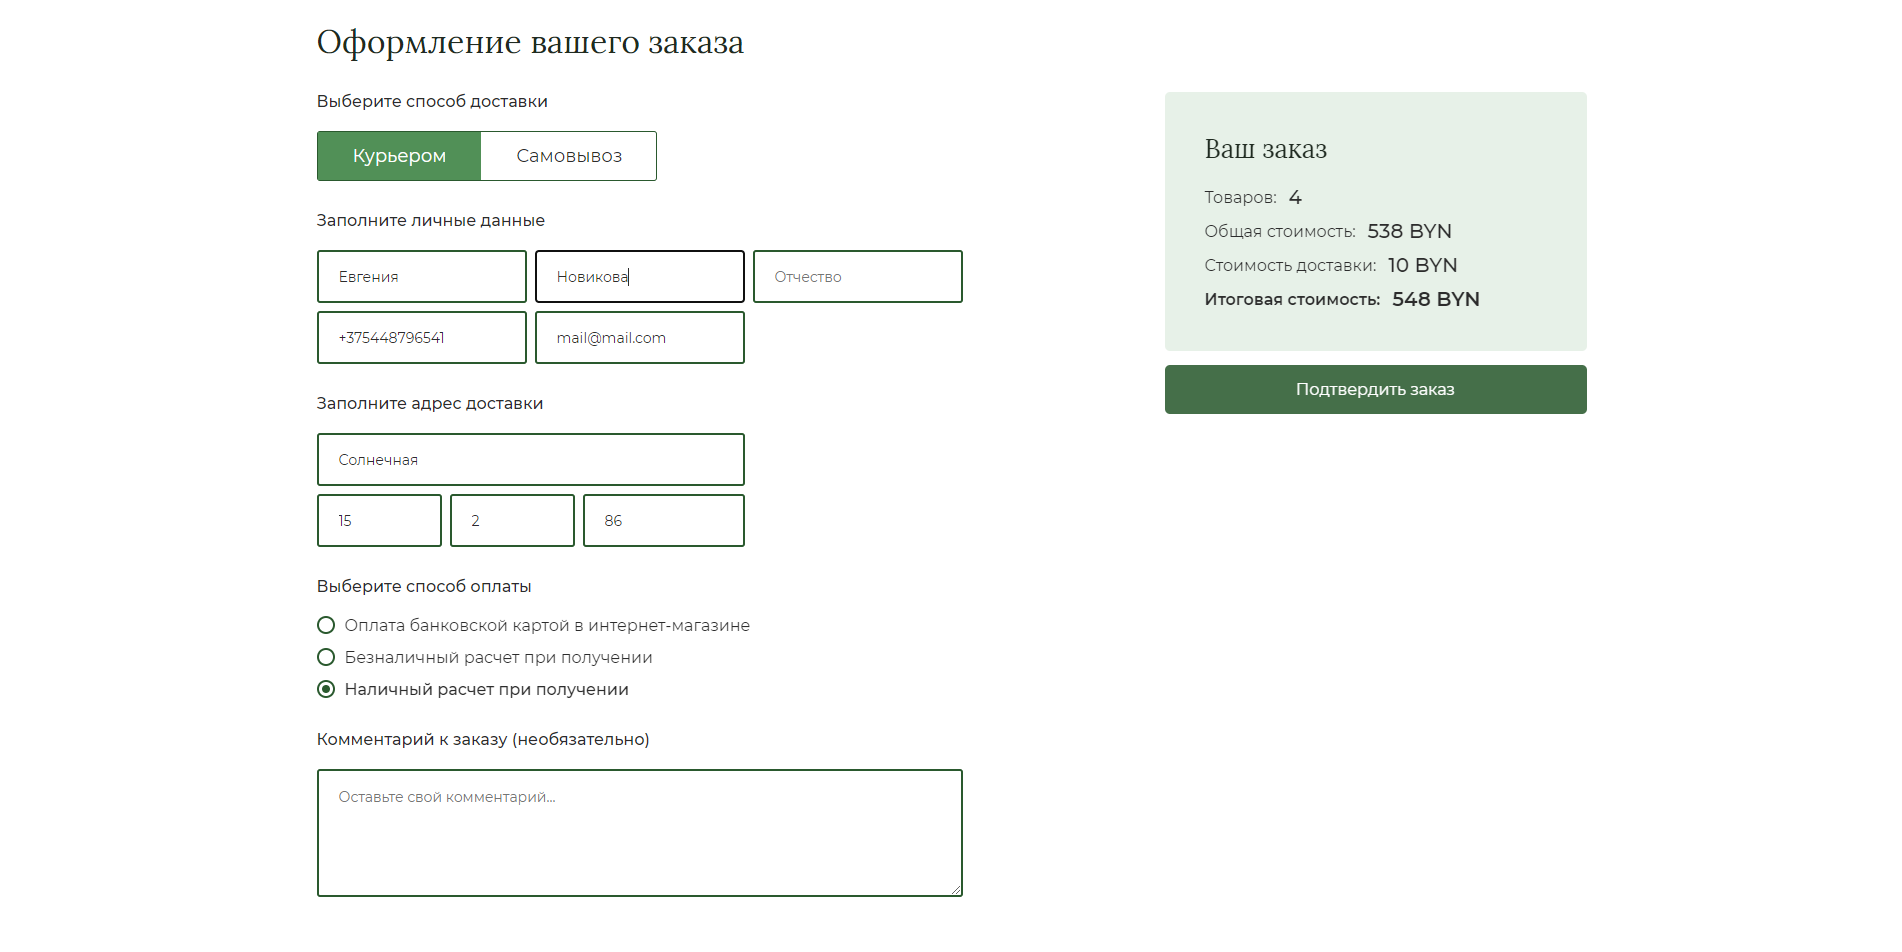 Оформление вашего заказа
Выберите способ доставки
Курьером Самовывоз
Заполните личные данные
Евгения Новикова Отчество
+375448796541 mail@mail.com
Заполните адрес доставки
Солнечная
15 2 86
Выберите способ оплаты
Оплата банковской картой в интернет-магазине
Безналичный расчет при получении
Наличный расчет при получении
Комментарий к заказу (необязательно)
Оставьте свой комментарий...
Ваш заказ
Товаров: 4
Общая стоимость: 538 BYN
Стоимость доставки: 10 BYN
Итоговая стоимость: 548 BYN
Подтвердить заказ